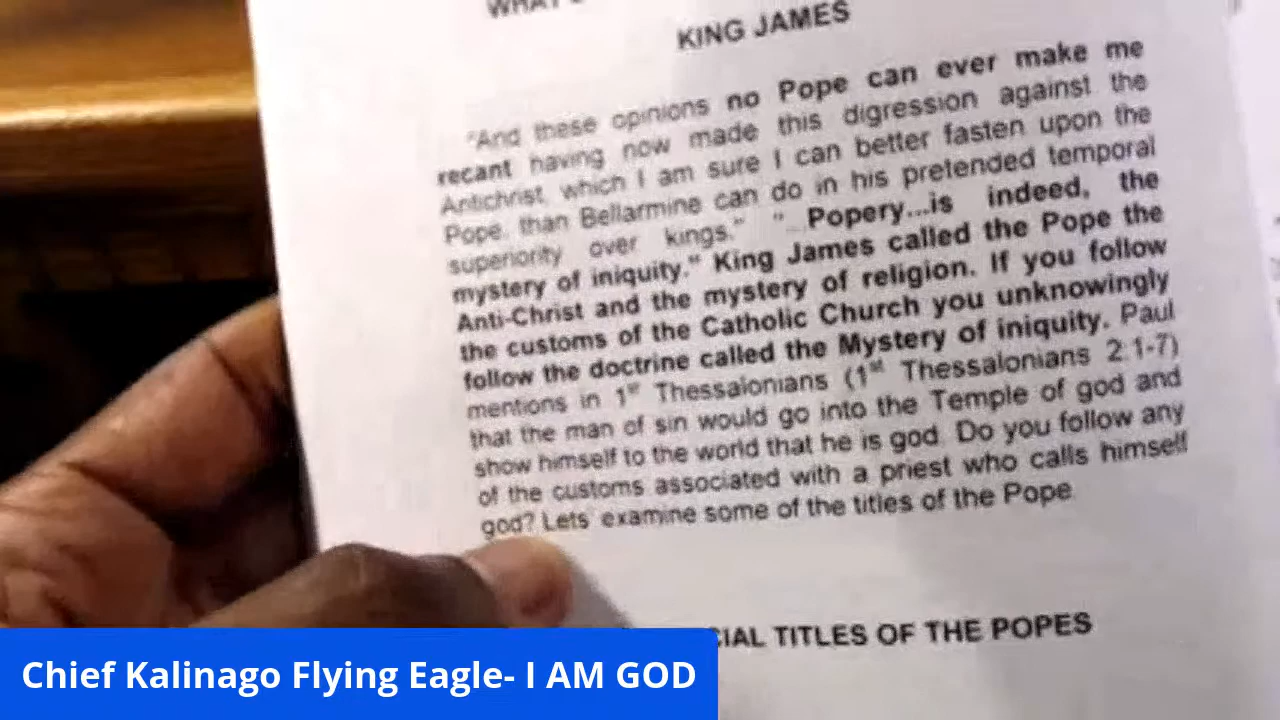 KING JAMES
"And these opinions no Pope can ever make me
recant having now made this digression against the
Antichrist, which I am sure I can better fasten upon the
Pope, than Bellarmine can do in his pretended temporal
superiority over kings." " Popery...is indeed, the
mystery of iniquity." King James called the Pope the
Anti-Christ and the mystery of religion. If you follow
the customs of the Catholic Church you unknowingly
follow the doctrine called the Mystery of iniquity. Paul
mentions in 1st Thessalonians (1st Thessalonians 2:1-7)
that the man of sin would go into the Temple of god and
show himself to the world that he is god. Do you follow any
of the customs associated with a priest who calls himself
god? Lets' examine some of the titles of the Pope.
TITLES OF THE POPES
Chief Kalinago Flying Eagle- I AM GOD